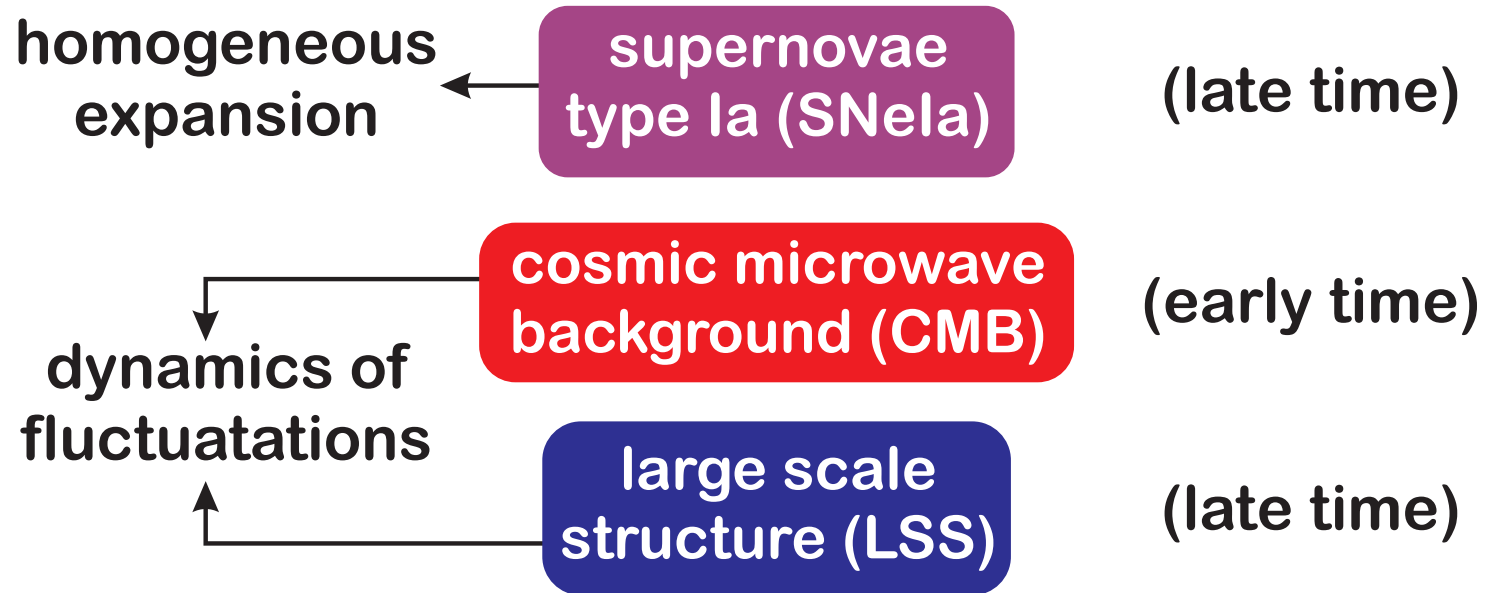 homogeneous
expansion
supernovae
type Ia (SNeIa)
(late time)
cosmic microwave
background (CMB)
(early time)
dynamics of
fluctuatations
large scale
structure (LSS)
(late time)